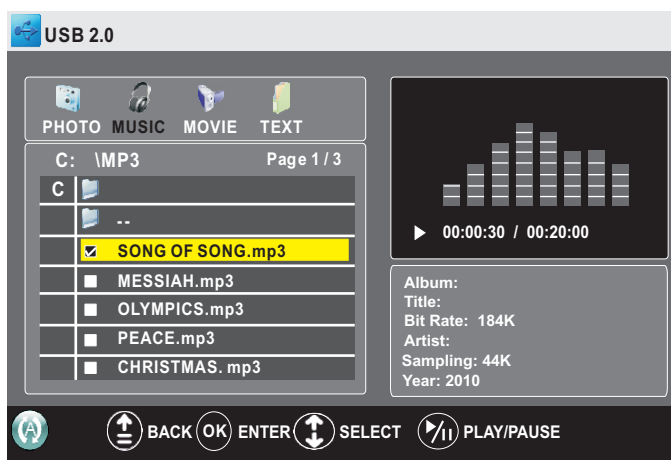 USB 2.0
PHOTO MUSIC MOVIE TEXT
C: \MP3 Page 1 / 3
C
--
SONG OF SONG.mp3
MESSIAH.mp3
OLYMPICS.mp3
PEACE.mp3
CHRISTMAS. mp3
00:00:30 / 00:20:00
Album:
Title:
Bit Rate: 184K
Artist:
Sampling: 44K
Year: 2010
A BACK OK ENTER SELECT PLAY/PAUSE